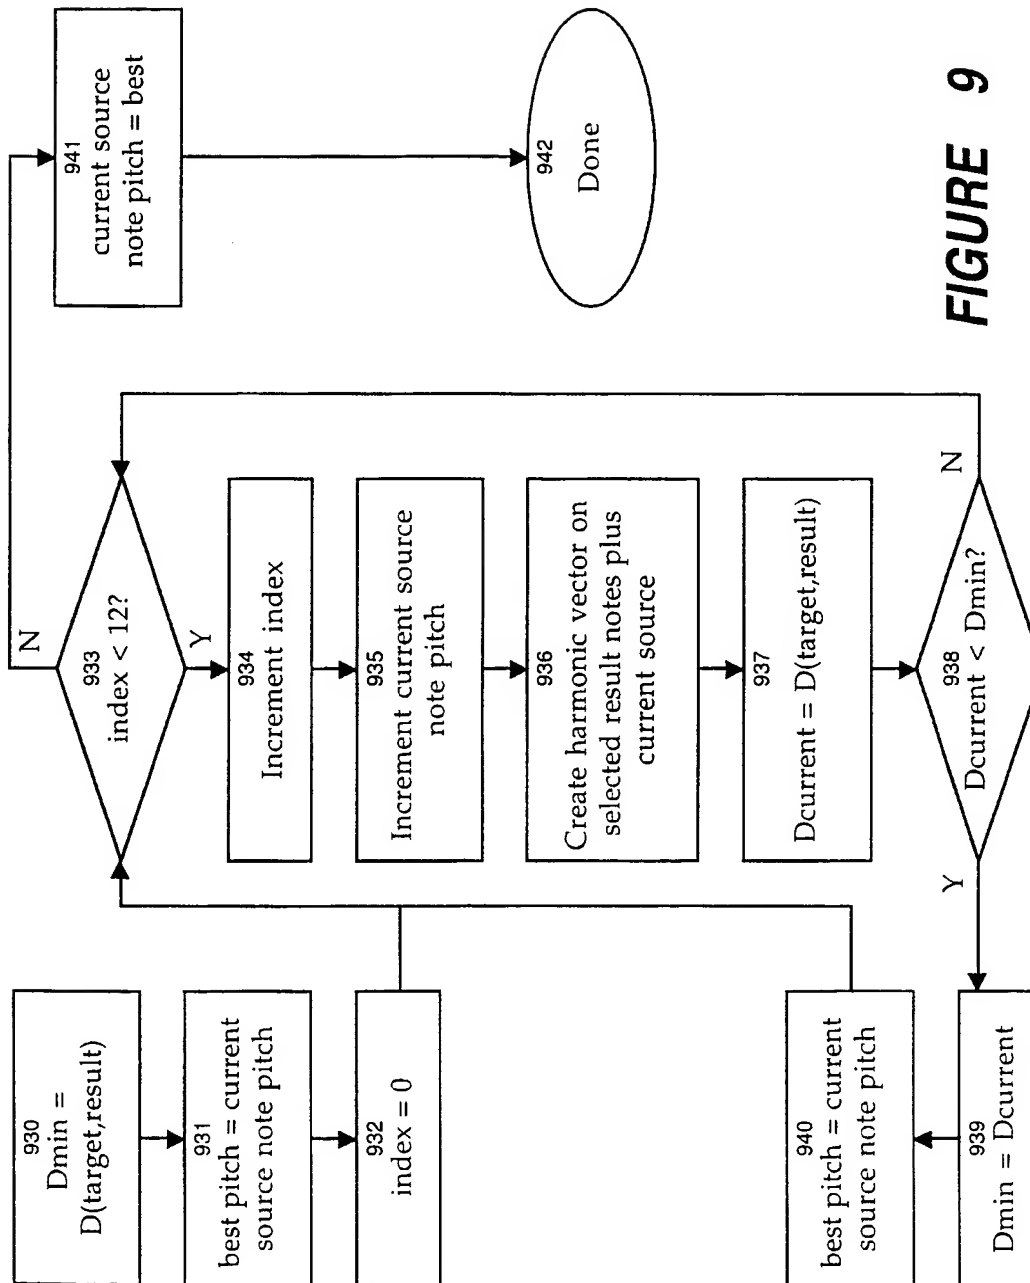 930
Dmin =
D(target,result)
931
best pitch = current
source note pitch
932
index = 0
933
index < 12?
N
Y
934
Increment index
935
Increment current source
note pitch
936
Create harmonic vector on
selected result notes plus
current source
937
Dcurrent = D(target,result)
938
Dcurrent < Dmin?
Y
N
939
Dmin = Dcurrent
940
best pitch = current
source note pitch
941
current source
note pitch = best
942
Done
FIGURE 9